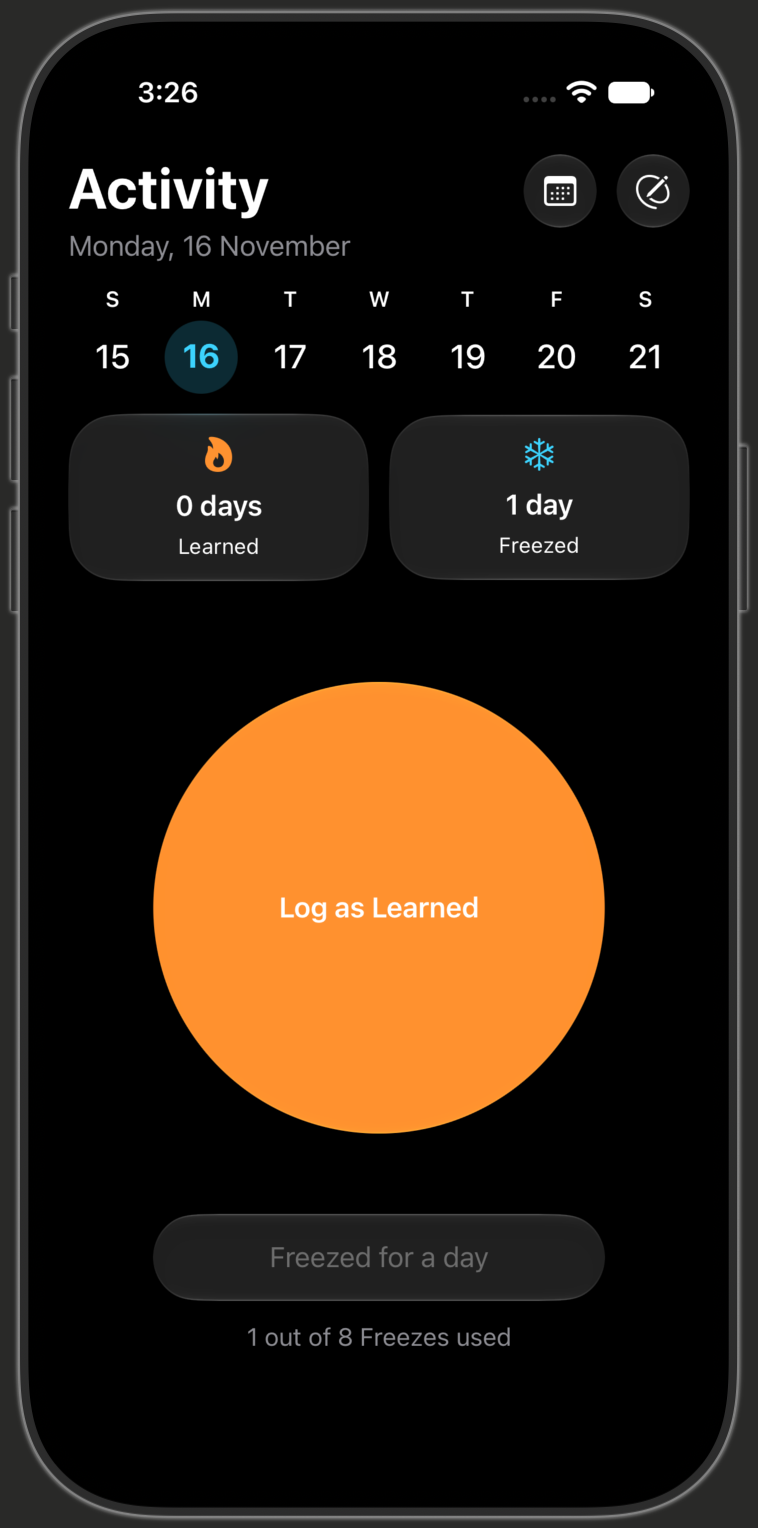 3:26
Activity
Monday, 16 November
S M T W T F S
15 16 17 18 19 20 21
0 days
Learned
1 day
Freezed
Log as Learned
Freezed for a day
1 out of 8 Freezes used